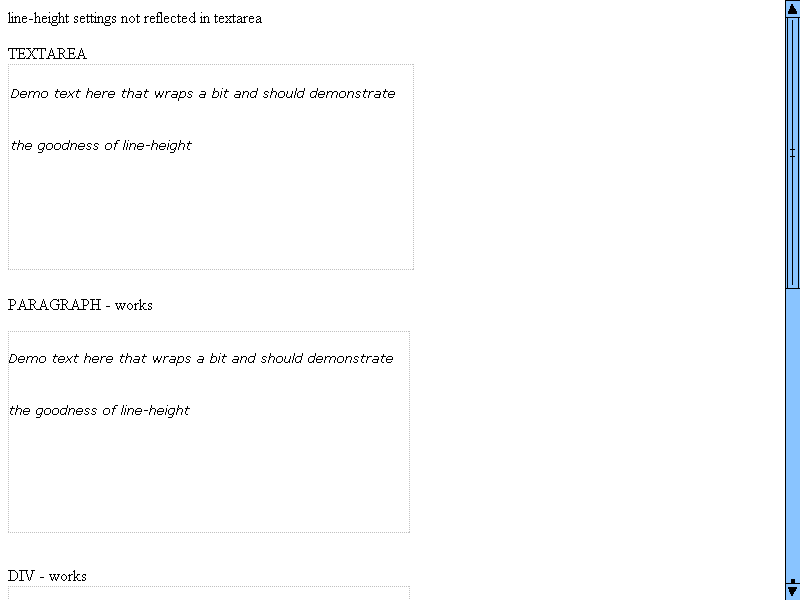 line-height settings not reflected in textarea
TEXTAREA
Demo text here that wraps a bit and should demonstrate
the goodness of line-height
PARAGRAPH - works
Demo text here that wraps a bit and should demonstrate
the goodness of line-height
DIV - works